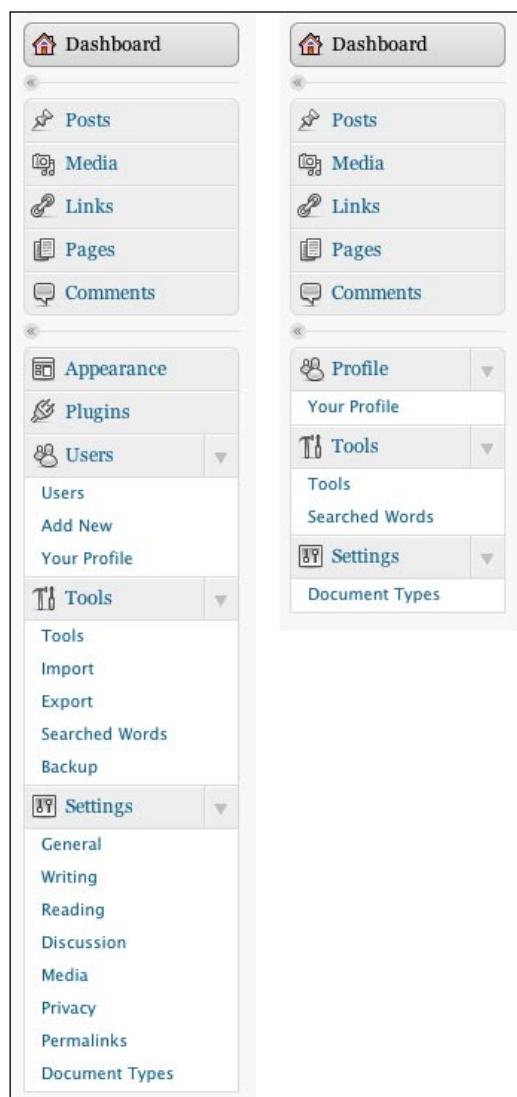 Dashboard
Posts
Media
Links
Pages
Comments
Appearance
Plugins
Users
Users
Add New
Your Profile
Tools
Tools
Import
Export
Searched Words
Backup
Settings
General
Writing
Reading
Discussion
Media
Privacy
Permalinks
Document Types
Dashboard
Posts
Media
Links
Pages
Comments
Profile
Your Profile
Tools
Tools
Searched Words
Settings
Document Types